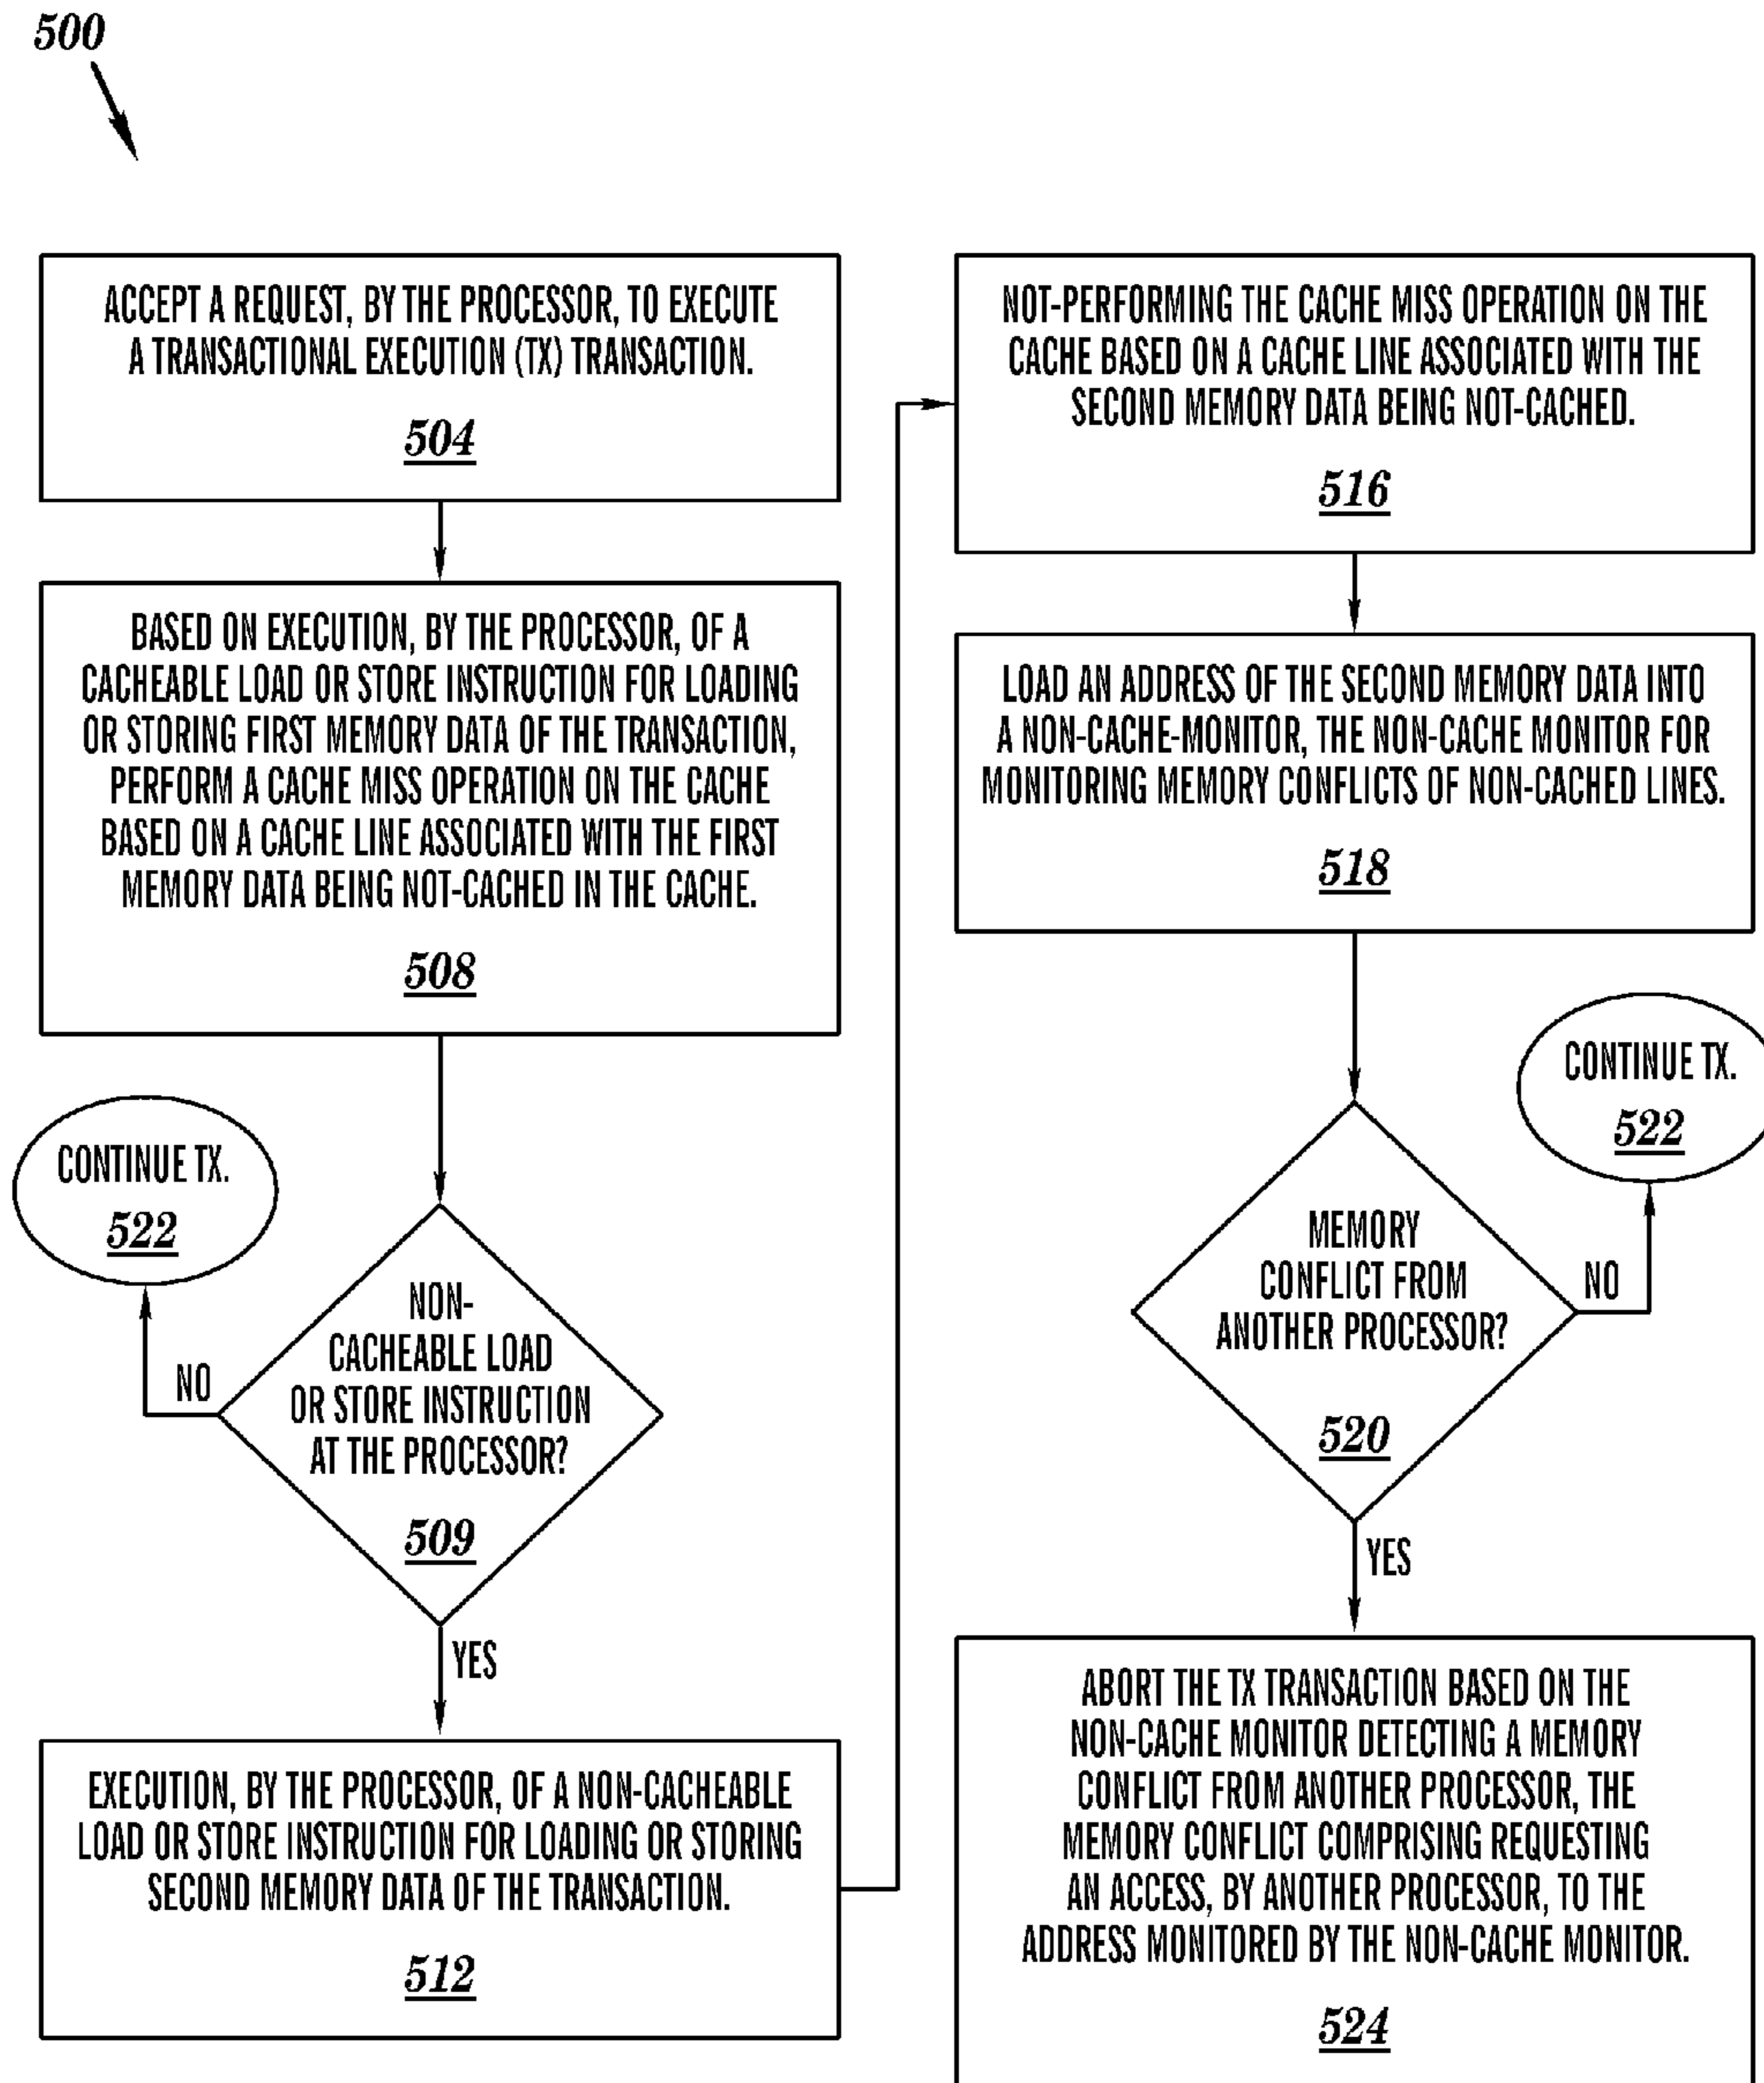 500
ACCEPT A REQUEST, BY THE PROCESSOR, TO EXECUTE
A TRANSACTIONAL EXECUTION (TX) TRANSACTION.
504
BASED ON EXECUTION, BY THE PROCESSOR, OF A
CACHEABLE LOAD OR STORE INSTRUCTION FOR LOADING
OR STORING FIRST MEMORY DATA OF THE TRANSACTION,
PERFORM A CACHE MISS OPERATION ON THE CACHE
BASED ON A CACHE LINE ASSOCIATED WITH THE FIRST
MEMORY DATA BEING NOT-CACHED IN THE CACHE.
508
CONTINUE TX.
522
NON-
CACHEABLE LOAD
OR STORE INSTRUCTION
AT THE PROCESSOR?
509
NO
YES
EXECUTION, BY THE PROCESSOR, OF A NON-CACHEABLE
LOAD OR STORE INSTRUCTION FOR LOADING OR STORING
SECOND MEMORY DATA OF THE TRANSACTION.
512
NOT-PERFORMING THE CACHE MISS OPERATION ON THE
CACHE BASED ON A CACHE LINE ASSOCIATED WITH THE
SECOND MEMORY DATA BEING NOT-CACHED.
516
LOAD AN ADDRESS OF THE SECOND MEMORY DATA INTO
A NON-CACHE-MONITOR, THE NON-CACHE MONITOR FOR
MONITORING MEMORY CONFLICTS OF NON-CACHED LINES.
518
CONTINUE TX.
522
MEMORY
CONFLICT FROM
ANOTHER PROCESSOR?
520
NO
YES
ABORT THE TX TRANSACTION BASED ON THE
NON-CACHE MONITOR DETECTING A MEMORY
CONFLICT FROM ANOTHER PROCESSOR, THE
MEMORY CONFLICT COMPRISING REQUESTING
AN ACCESS, BY ANOTHER PROCESSOR, TO THE
ADDRESS MONITORED BY THE NON-CACHE MONITOR.
524